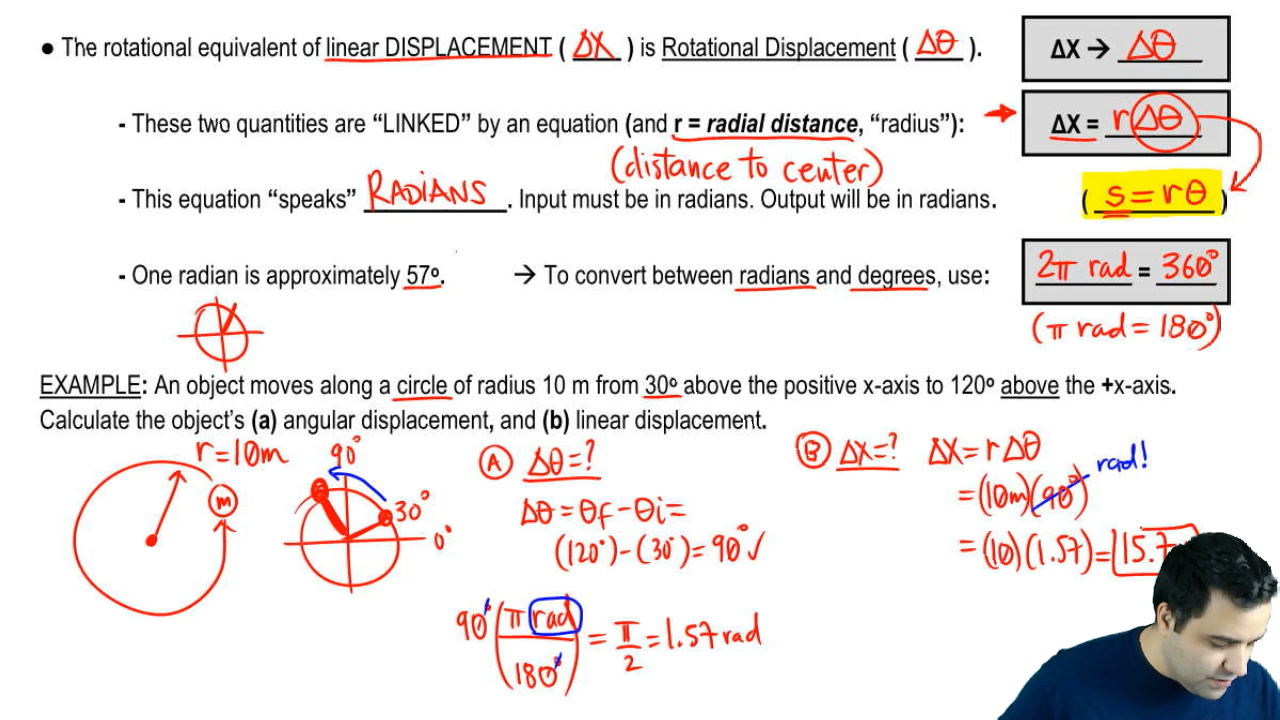 ● The rotational equivalent of linear DISPLACEMENT ( ΔX ) is Rotational Displacement ( Δθ ).
ΔX → Δθ
- These two quantities are “LINKED” by an equation (and r = radial distance, “radius”):
ΔX = rΔθ
(distance to center)
- This equation “speaks” RADiANS. Input must be in radians. Output will be in radians.
( s = rθ )
- One radian is approximately 57º.
→ To convert between radians and degrees, use:
2π rad = 360°
(π rad = 180°)
EXAMPLE: An object moves along a circle of radius 10 m from 30º above the positive x-axis to 120º above the +x-axis.
Calculate the object’s (a) angular displacement, and (b) linear displacement.
r = 10m
m
90°
30°
0°
A Δθ = ?
Δθ = θf - θi =
(120°) - (30°) = 90° ✓
90° (π rad / 180°) = π/2 = 1.57 rad
B ΔX = ? ΔX = r Δθ
= (10m)(90°) rad!
= (10)(1.57) = 15.7